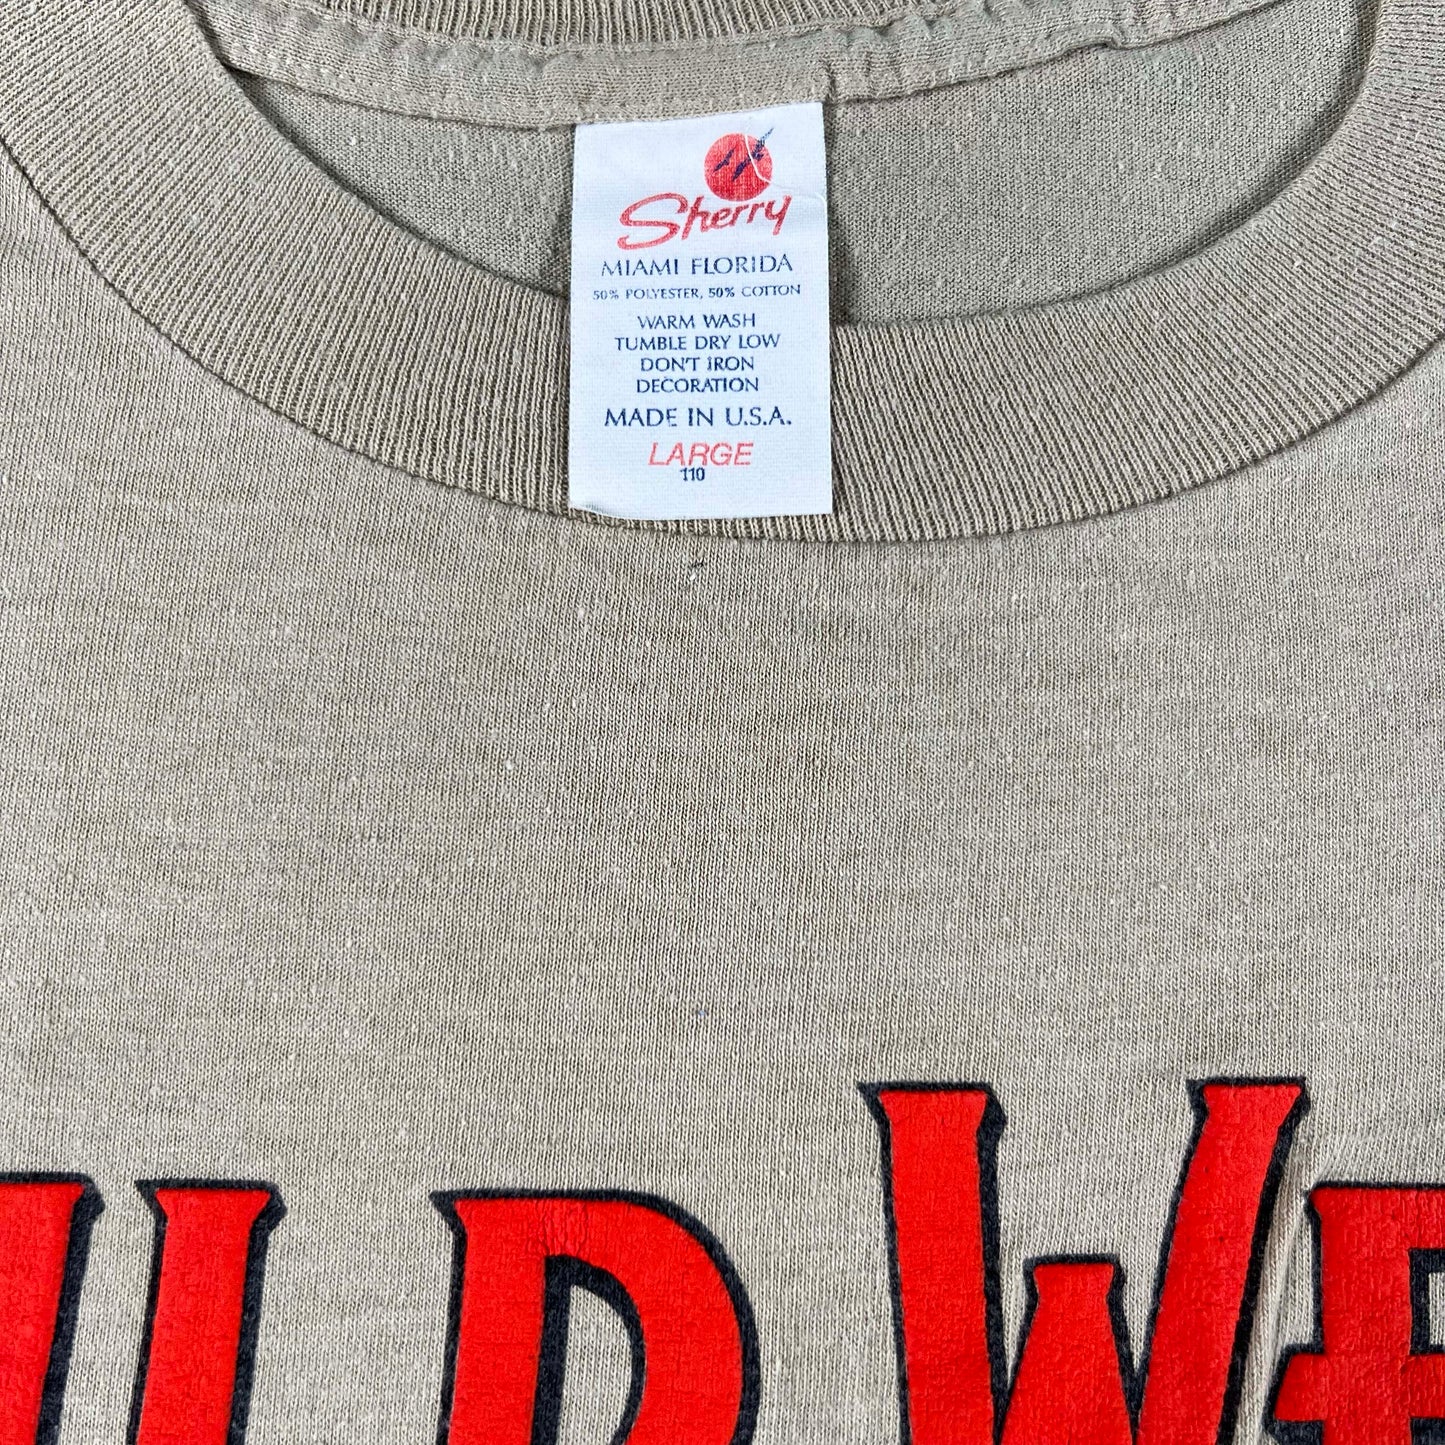 Sherry
MIAMI FLORIDA
50% POLYESTER, 50% COTTON
WARM WASH
TUMBLE DRY LOW
DON'T IRON
DECORATION
MADE IN U.S.A.
LARGE
110